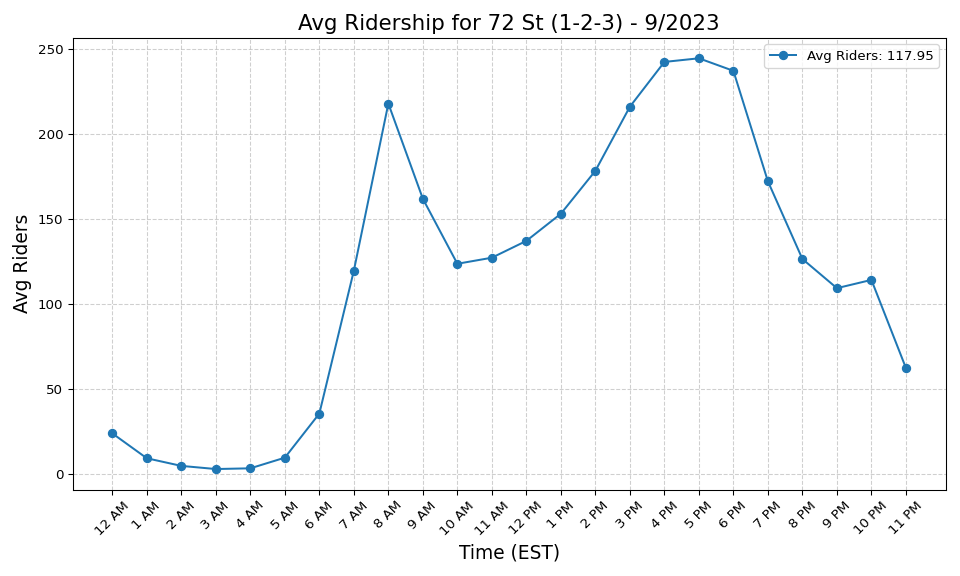 Avg Ridership for 72 St (1-2-3) - 9/2023
Avg Riders: 117.95
Avg Riders
250
200
150
100
50
0
12 AM
1 AM
2 AM
3 AM
4 AM
5 AM
6 AM
7 AM
8 AM
9 AM
10 AM
11 AM
12 PM
1 PM
2 PM
3 PM
4 PM
5 PM
6 PM
7 PM
8 PM
9 PM
10 PM
11 PM
Time (EST)